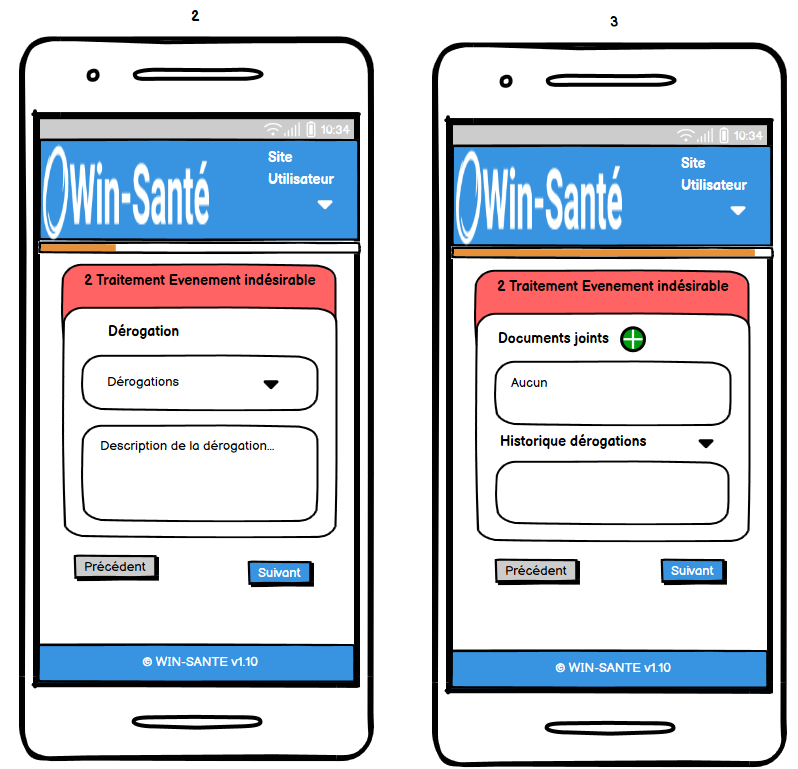 2
10:34
Win-Santé
Site
Utilisateur
2 Traitement Evenement indésirable
Dérogation
Dérogations
Description de la dérogation...
Précédent
Suivant
© WIN-SANTE v1.10
3
10:34
Win-Santé
Site
Utilisateur
2 Traitement Evenement indésirable
Documents joints
Aucun
Historique dérogations
Précédent
Suivant
© WIN-SANTE v1.10